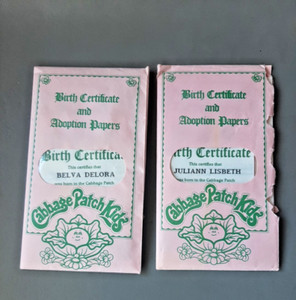 Birth Certificate
and
Adoption Papers
Birth Certifica
This certifies that
BELVA DELORA
was born in the Cabbage Patch
Cabbage Patch Kids
Birth Certificate
and
Adoption Papers
irth Certificate
This certifies that
JULIANN LISBETH
was born in the Cabbage Patch
Cabbage Patch Kids